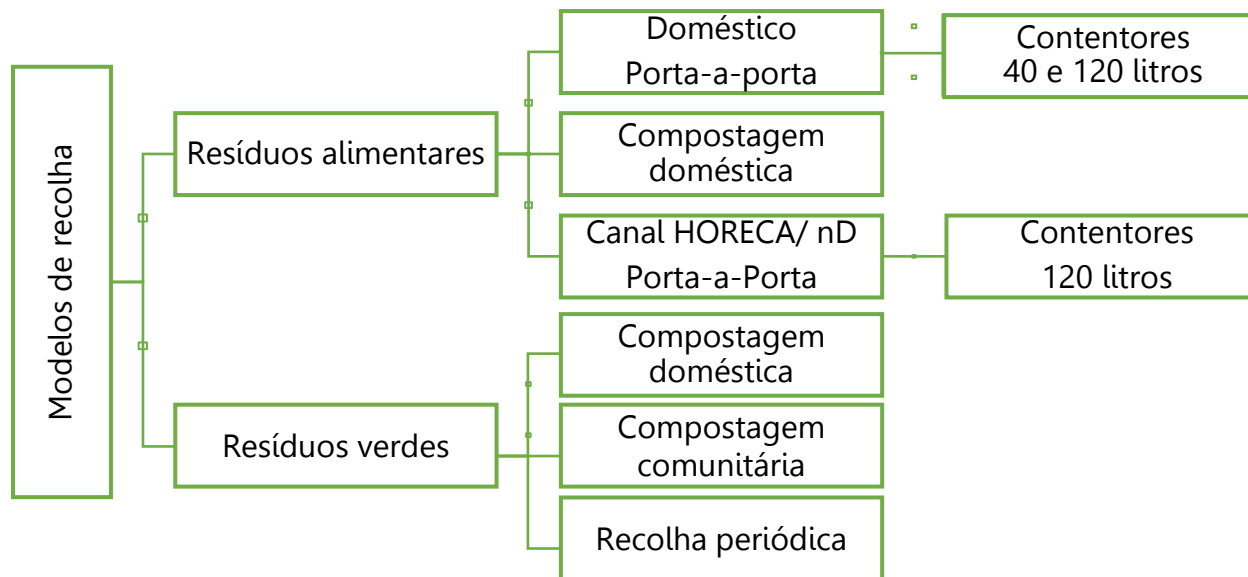 Modelos de recolha
Resíduos alimentares
Doméstico
Porta-a-porta
Contentores
40 e 120 litros
Compostagem
doméstica
Canal HORECA/ nD
Porta-a-Porta
Contentores
120 litros
Resíduos verdes
Compostagem
doméstica
Compostagem
comunitária
Recolha periódica